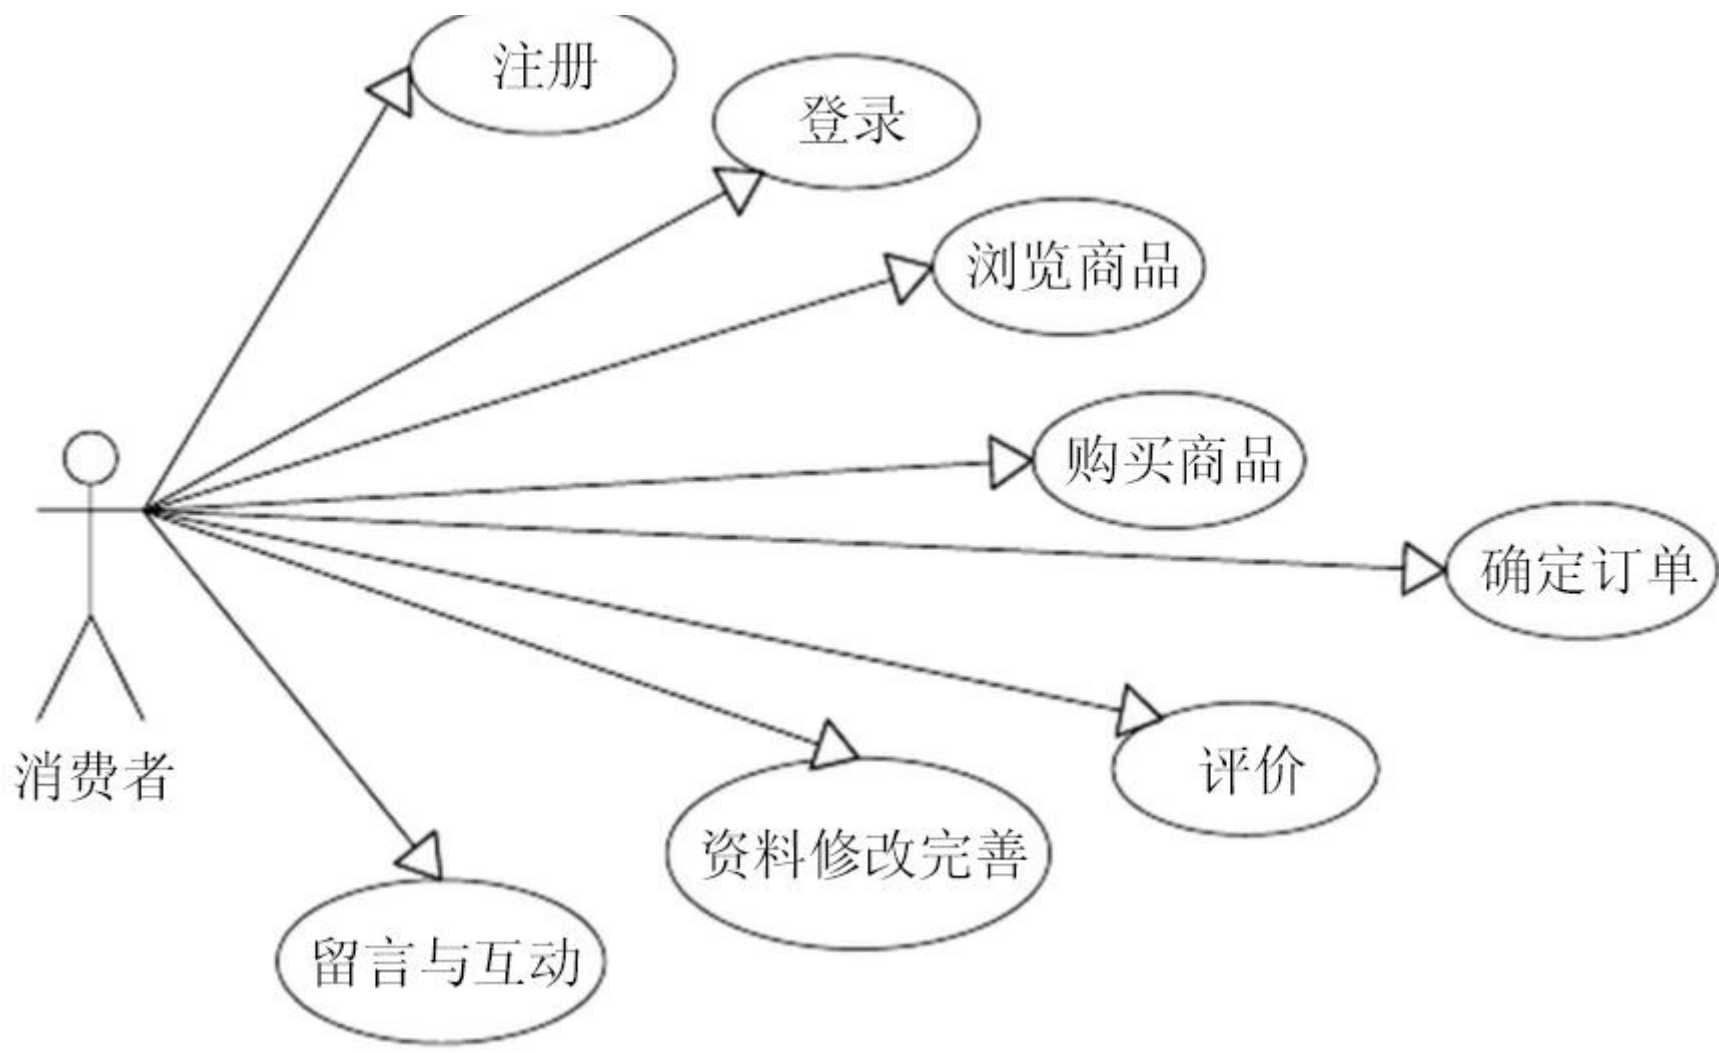 注册
登录
浏览商品
购买商品
确定订单
评价
资料修改完善
留言与互动
消费者